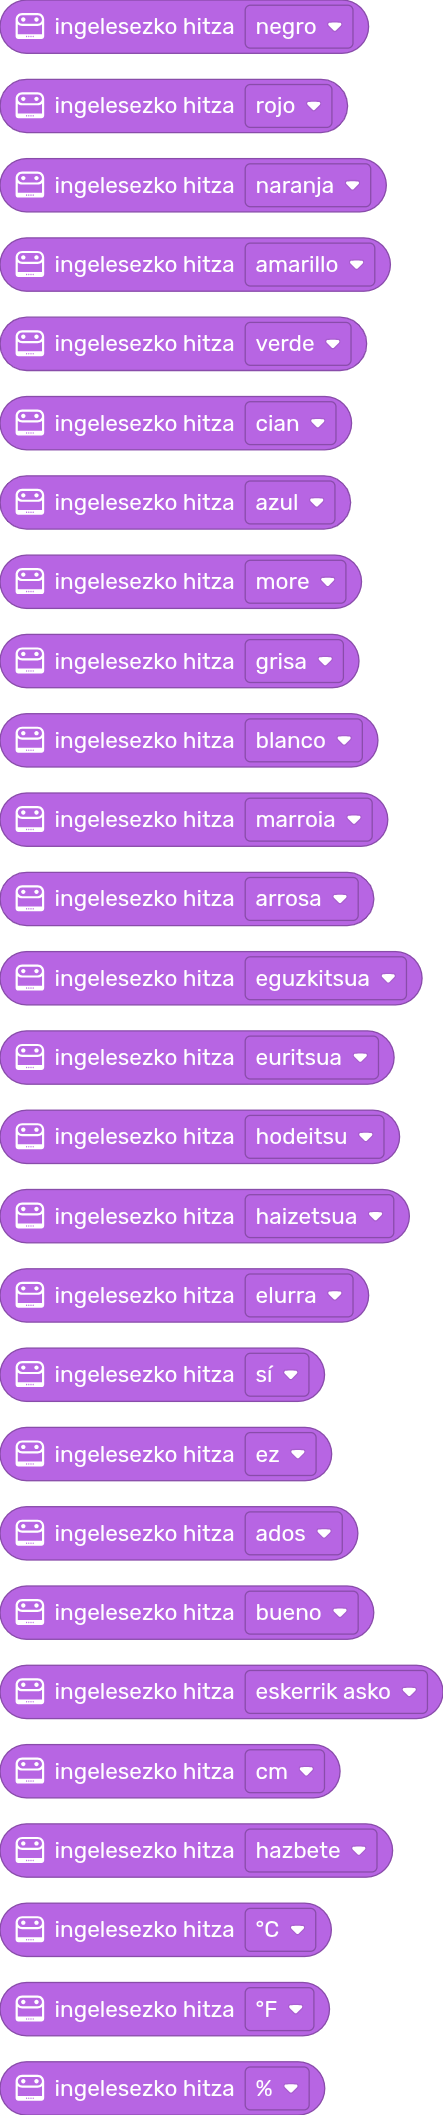 ingelesezko hitza negro
ingelesezko hitza rojo
ingelesezko hitza naranja
ingelesezko hitza amarillo
ingelesezko hitza verde
ingelesezko hitza cian
ingelesezko hitza azul
ingelesezko hitza more
ingelesezko hitza grisa
ingelesezko hitza blanco
ingelesezko hitza marroia
ingelesezko hitza arrosa
ingelesezko hitza eguzkitsua
ingelesezko hitza euritsua
ingelesezko hitza hodeitsu
ingelesezko hitza haizetsua
ingelesezko hitza elurra
ingelesezko hitza sí
ingelesezko hitza ez
ingelesezko hitza ados
ingelesezko hitza bueno
ingelesezko hitza eskerrik asko
ingelesezko hitza cm
ingelesezko hitza hazbete
ingelesezko hitza °C
ingelesezko hitza °F
ingelesezko hitza %